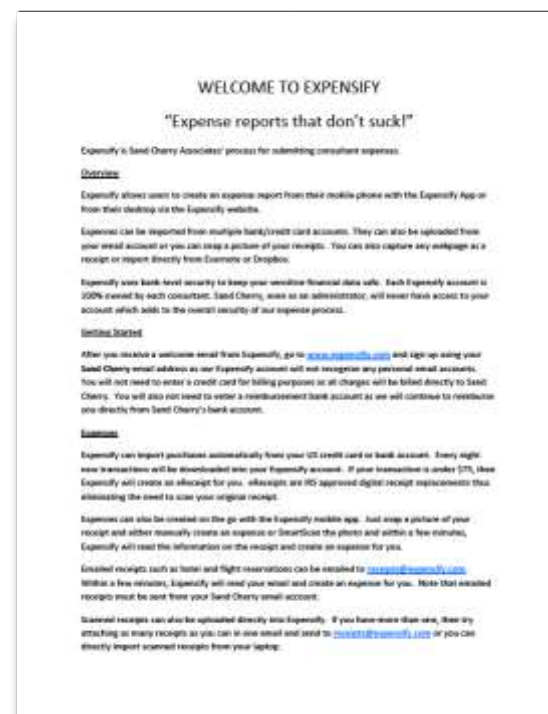 WELCOME TO EXPENSIFY
“Expense reports that don’t suck!”
Expensify is Sand Cherry Associates’ process for submitting consultant expenses.
Overview
Expensify allows users to create an expense report from their mobile phone with the Expensify App or
from their desktop via the Expensify website.
Expenses can be imported from multiple bank/credit card accounts. They can also be uploaded from
your email account or you can snap a picture of your receipts. You can also capture any webpage as a
receipt or import directly from Evernote or Dropbox.
Expensify uses bank-level security to keep your sensitive financial data safe. Each Expensify account is
100% owned by each consultant. Sand Cherry, even as an administrator, will never have access to your
account which adds to the overall security of our expense process.
Getting Started
After you receive a welcome email from Expensify, go to www.expensify.com and sign up using your
Sand Cherry email address as our Expensify account will not recognize any personal email accounts.
You will not need to enter a credit card for billing purposes as all charges will be billed directly to Sand
Cherry. You will also not need to enter a reimbursement bank account as we will continue to reimburse
you directly from Sand Cherry’s bank account.
Expenses
Expensify can import purchases automatically from your US credit card or bank account. Every night
new transactions will be downloaded into your Expensify account. If your transaction is under $75, then
Expensify will create an eReceipt for you. eReceipts are IRS approved digital receipt replacements thus
eliminating the need to scan your original receipt.
Expenses can also be created on the go with the Expensify mobile app. Just snap a picture of your
receipt and either manually create an expense or SmartScan the photo and within a few minutes,
Expensify will read the information on the receipt and create an expense for you.
Emailed receipts such as hotel and flight reservations can be emailed to receipts@expensify.com
Within a few minutes, Expensify will read your email and create an expense for you. Note that emailed
receipts must be sent from your Sand Cherry email account.
Scanned receipts can also be uploaded directly into Expensify. If you have more than one, then try
attaching as many receipts as you can in one email and send to receipts@expensify.com or you can
directly import scanned receipts from your laptop.